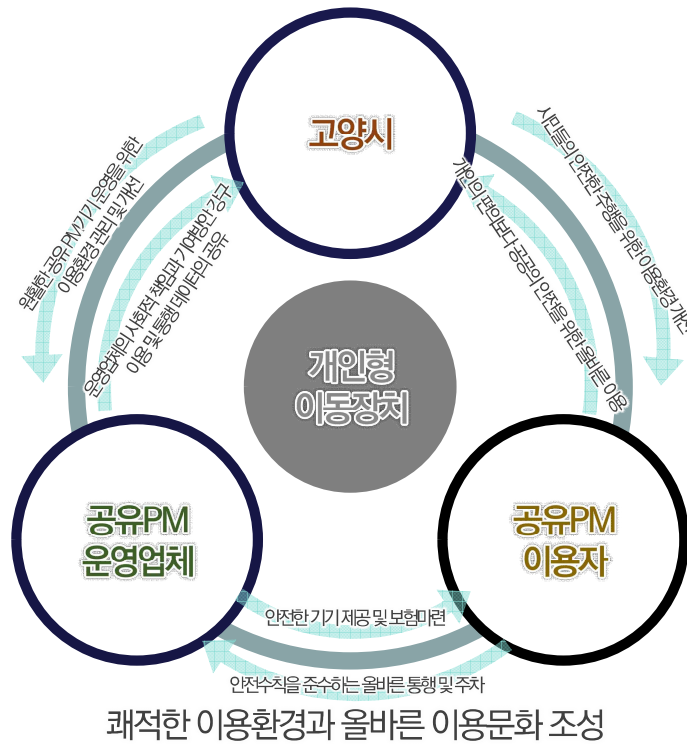 고양시
원활한 공유 PM기기 운영을 위한
이용환경 관리 및 개선
운영업체의 사회적 책임과 기여방안 강구
이용 및 통행 데이터의 공유
시민들의 안전한 주행을 위한 이용환경 개선
개인의 편의보다 공공의 안전을 위한 올바른 이용
개인형
이동장치
공유PM
운영업체
공유PM
이용자
안전한 기기 제공 및 보험마련
안전수칙을 준수하는 올바른 통행 및 주차
쾌적한 이용환경과 올바른 이용문화 조성